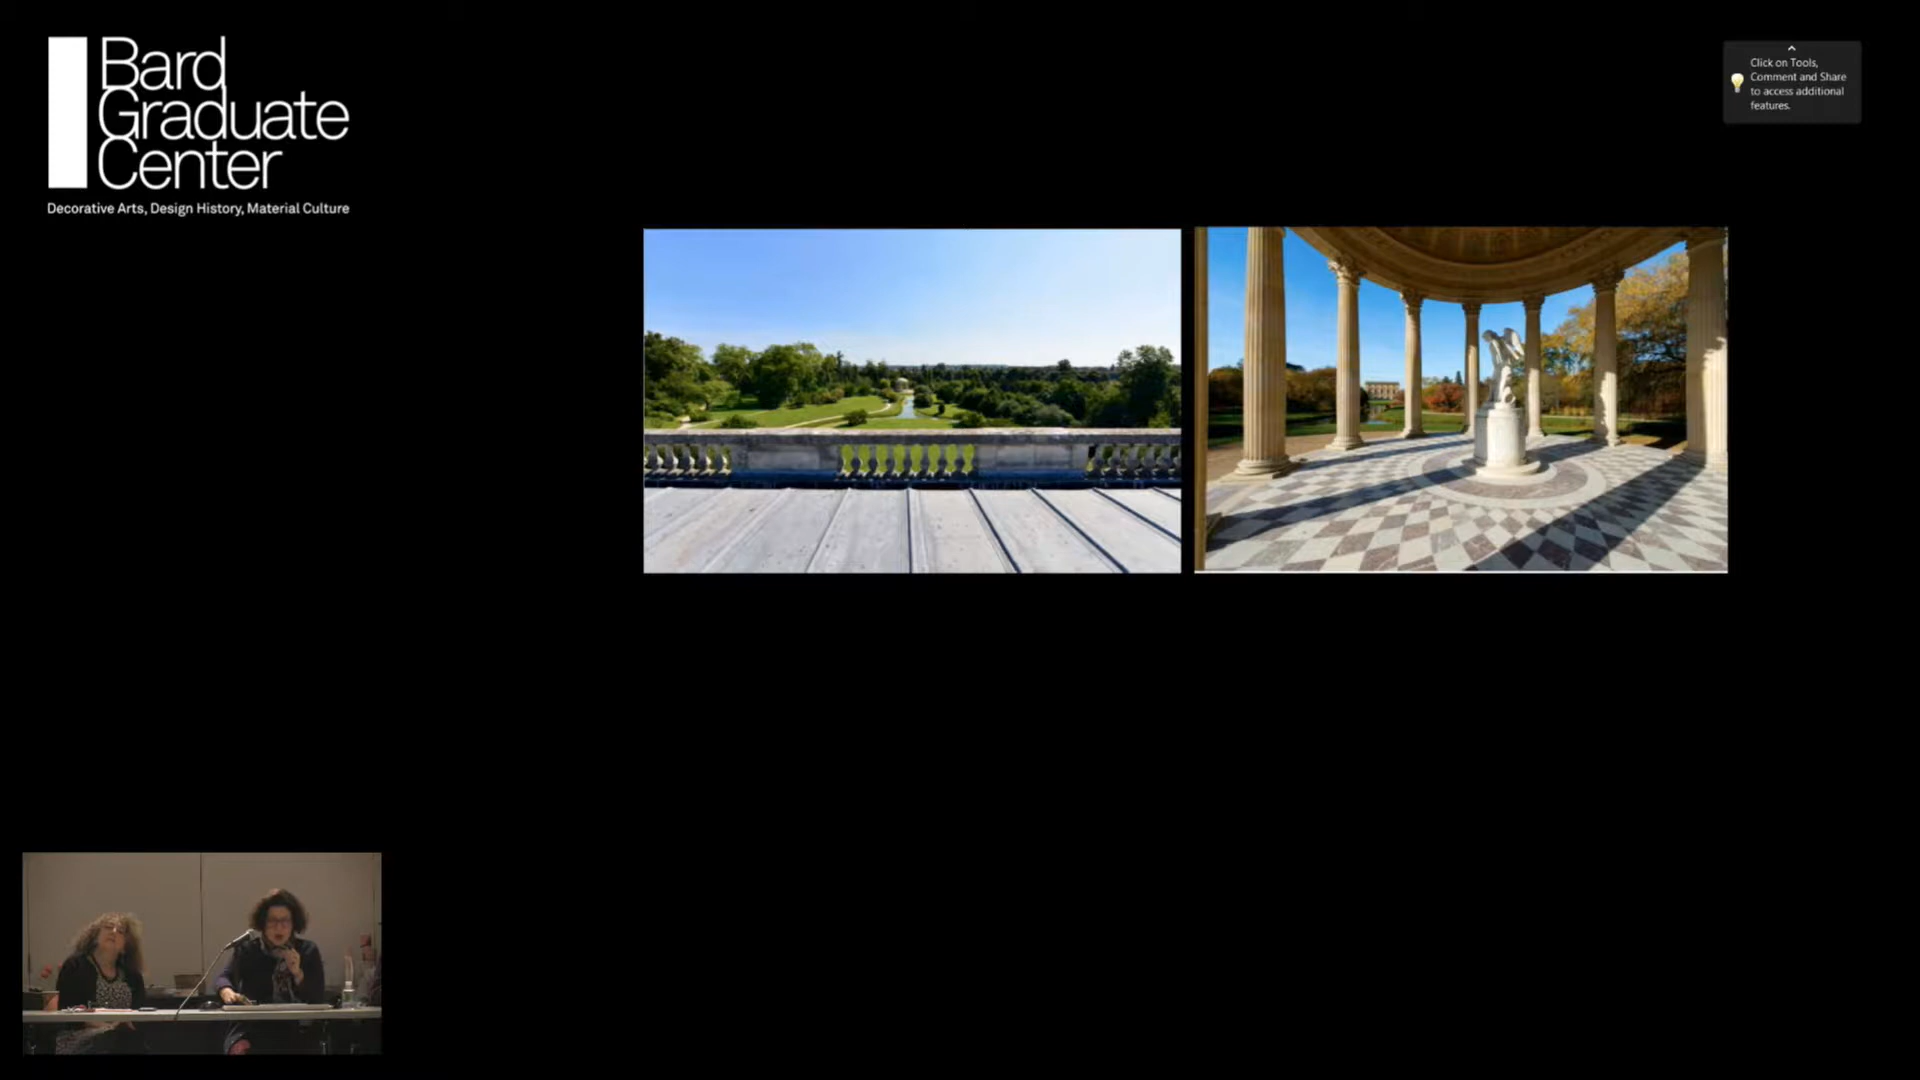 Bard
Graduate
Center
Decorative Arts, Design History, Material Culture
Click on Tools,
Comment and Share
to access additional
features.